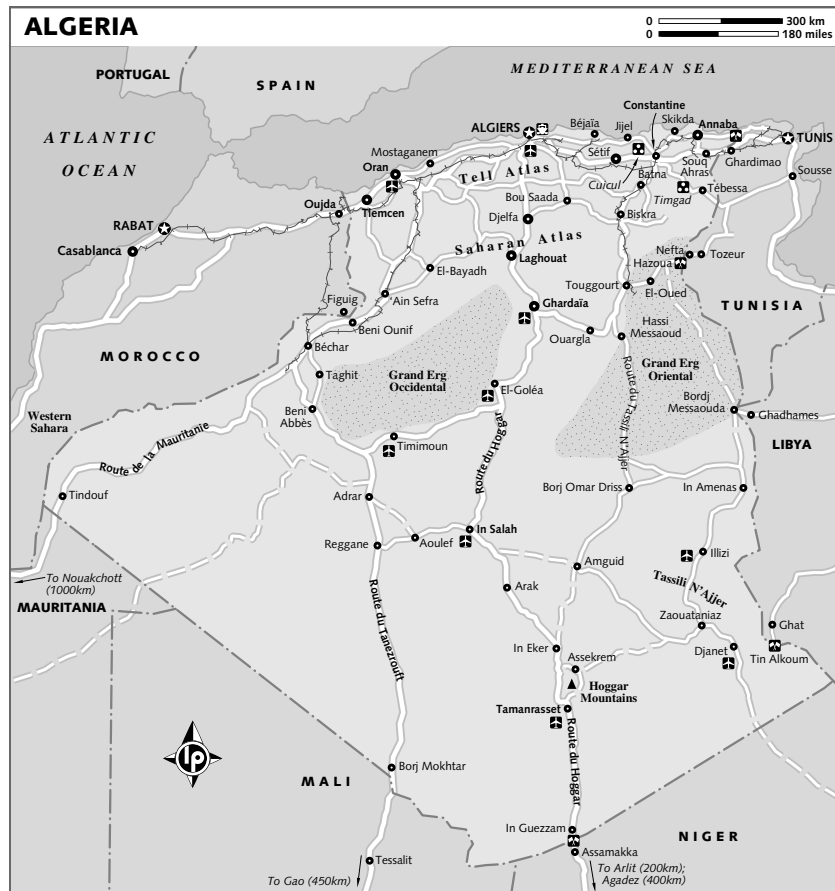 ALGERIA
0 300 km
0 180 miles
PORTUGAL
SPAIN
MEDITERRANEAN SEA
ATLANTIC
OCEAN
ALGIERS
Béjaïa
Jijel
Constantine
Skikda
Annaba
TUNIS
Mostaganem
Oran
Sétif
Souq
Ahras
Ghardimao
Tell Atlas
Cuicul
Batna
Timgad
Tébessa
Sousse
Oujda
Tlemcen
Bou Saada
Djelfa
Biskra
RABAT
Casablanca
Saharan Atlas
Laghouat
Nefta
Hazoua
Tozeur
El-Bayadh
Touggourt
El-Oued
TUNISIA
Figuig
'Ain Sefra
Ghardaïa
Beni Ounif
Ouargla
Hassi
Messaoud
MOROCCO
Béchar
Taghit
Grand Erg
Occidental
El-Goléa
Grand Erg
Oriental
Route du Tassili N'Ajjer
Bordj
Messaouda
Ghadhames
Western
Sahara
Beni
Abbès
Timimoun
Route du Hoggar
LIBYA
Route de la Mauritanie
Tindouf
Adrar
Borj Omar Driss
In Amenas
In Salah
Reggane
Aoulef
Amguid
Illizi
To Nouakchott
(1000km)
MAURITANIA
Arak
Tassili N'Ajjer
Zaouataniaz
Ghat
Route du Tanezrouft
In Eker
Assekrem
Djanet
Tin Alkoum
Hoggar
Mountains
Tamanrasset
Route du Hoggar
lp
Borj Mokhtar
MALI
In Guezzam
NIGER
Assamakka
Tessalit
To Gao (450km)
To Arlit (200km);
Agadez (400km)